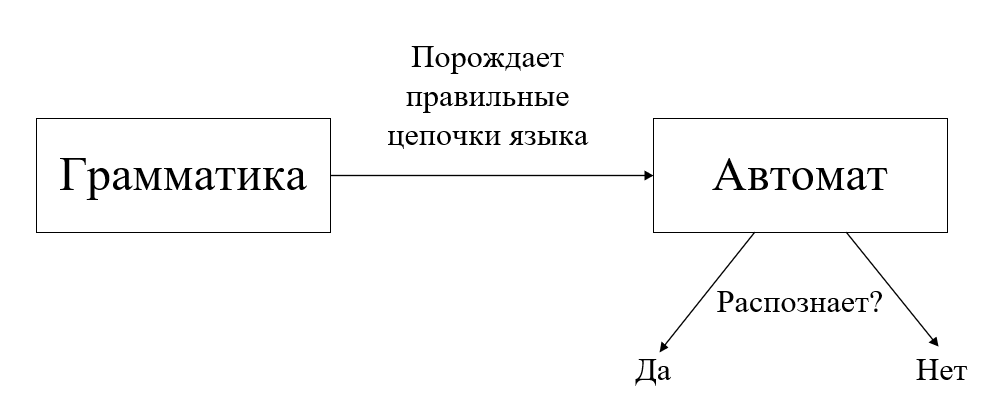 Порождает
правильные
цепочки языка
Грамматика
Автомат
Распознает?
Да
Нет